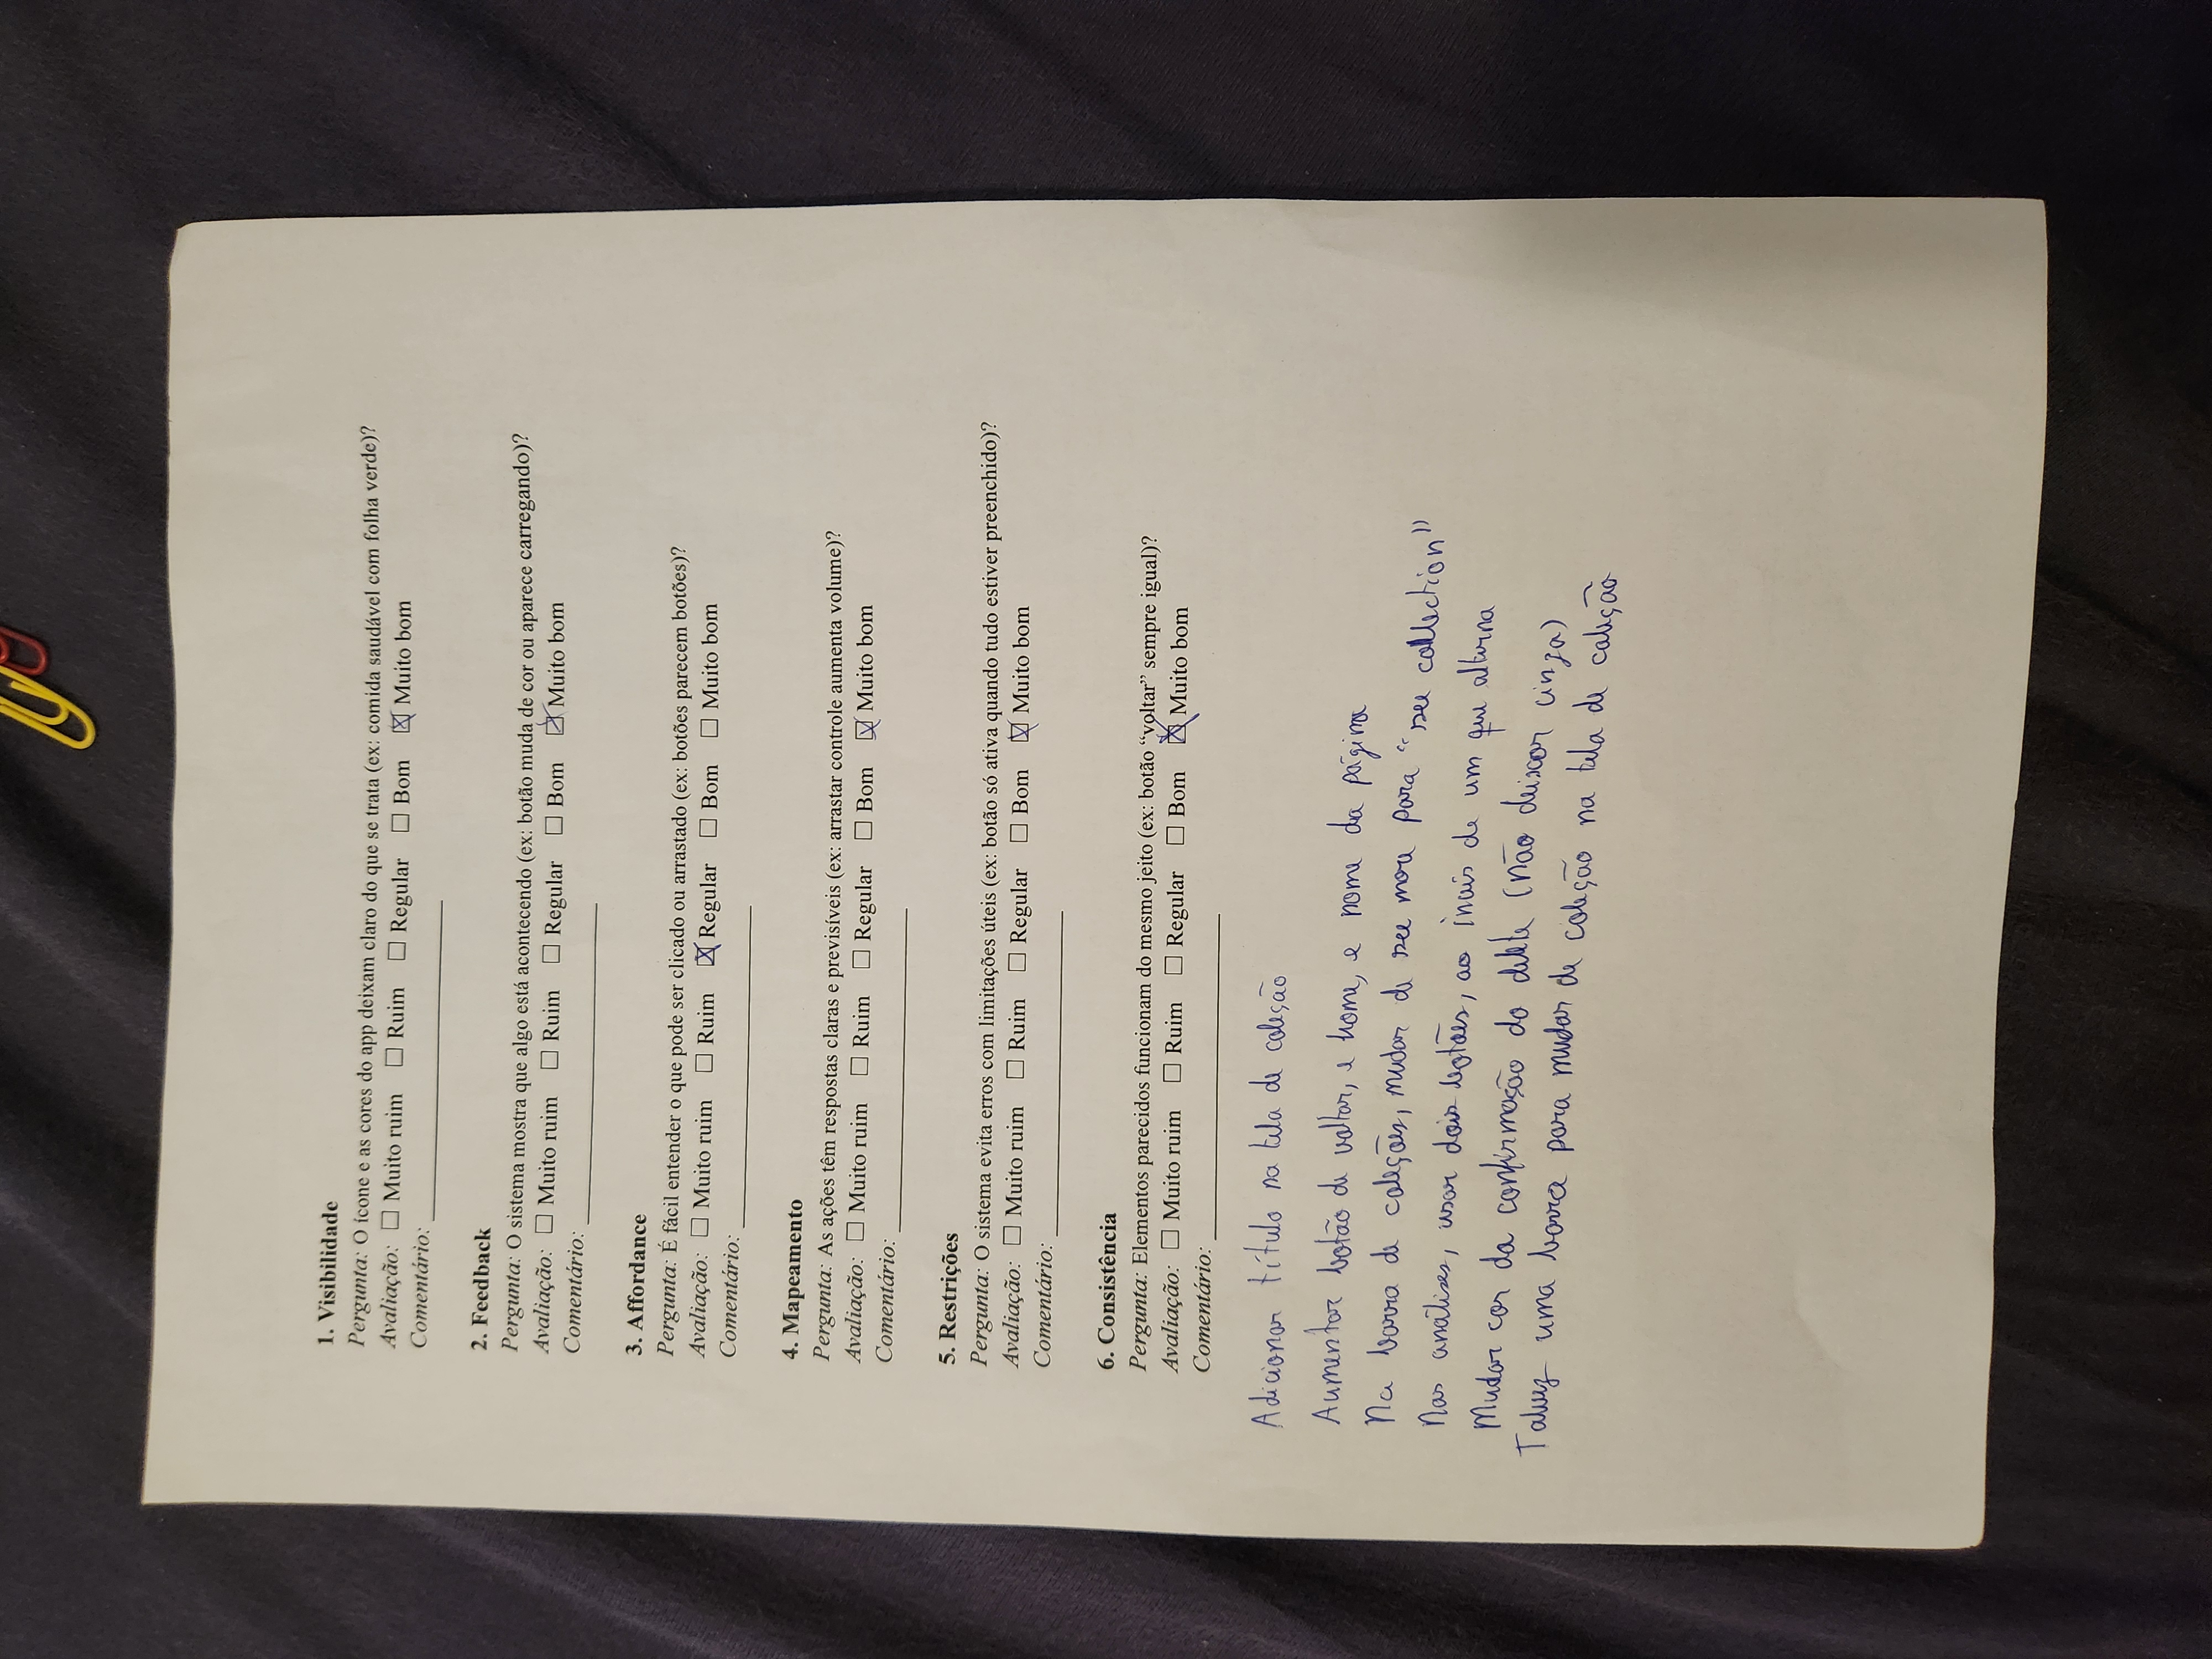 1. Visibilidade
Pergunta: O ícone e as cores do app deixam claro do que se trata (ex: comida saudável com folha verde)?
Avaliação: ☐ Muito ruim ☐ Ruim ☐ Regular ☐ Bom ☒ Muito bom
Comentário:
2. Feedback
Pergunta: O sistema mostra que algo está acontecendo (ex: botão muda de cor ou aparece carregando)?
Avaliação: ☐ Muito ruim ☐ Ruim ☐ Regular ☐ Bom ☒ Muito bom
Comentário:
3. Affordance
Pergunta: É fácil entender o que pode ser clicado ou arrastado (ex: botões parecem botões)?
Avaliação: ☐ Muito ruim ☐ Ruim ☒ Regular ☐ Bom ☐ Muito bom
Comentário:
4. Mapeamento
Pergunta: As ações têm respostas claras e previsíveis (ex: arrastar controle aumenta volume)?
Avaliação: ☐ Muito ruim ☐ Ruim ☐ Regular ☐ Bom ☒ Muito bom
Comentário:
5. Restrições
Pergunta: O sistema evita erros com limitações úteis (ex: botão só ativa quando tudo estiver preenchido)?
Avaliação: ☐ Muito ruim ☐ Ruim ☐ Regular ☐ Bom ☒ Muito bom
Comentário:
6. Consistência
Pergunta: Elementos parecidos funcionam do mesmo jeito (ex: botão “voltar” sempre igual)?
Avaliação: ☐ Muito ruim ☐ Ruim ☐ Regular ☐ Bom ☒ Muito bom
Comentário:
Adicionar título na tela de coleção
Aumentar botão de voltar, e home, e nome da página
Na barra de coleções, mudar de see more para “see collection”
Nas análises, usar dois botões, ao inais de um que alterna
Mudar cor da confirmação do delete (não deixar cinza)
Talvez uma barra para mudar de coleção na tela de coleção